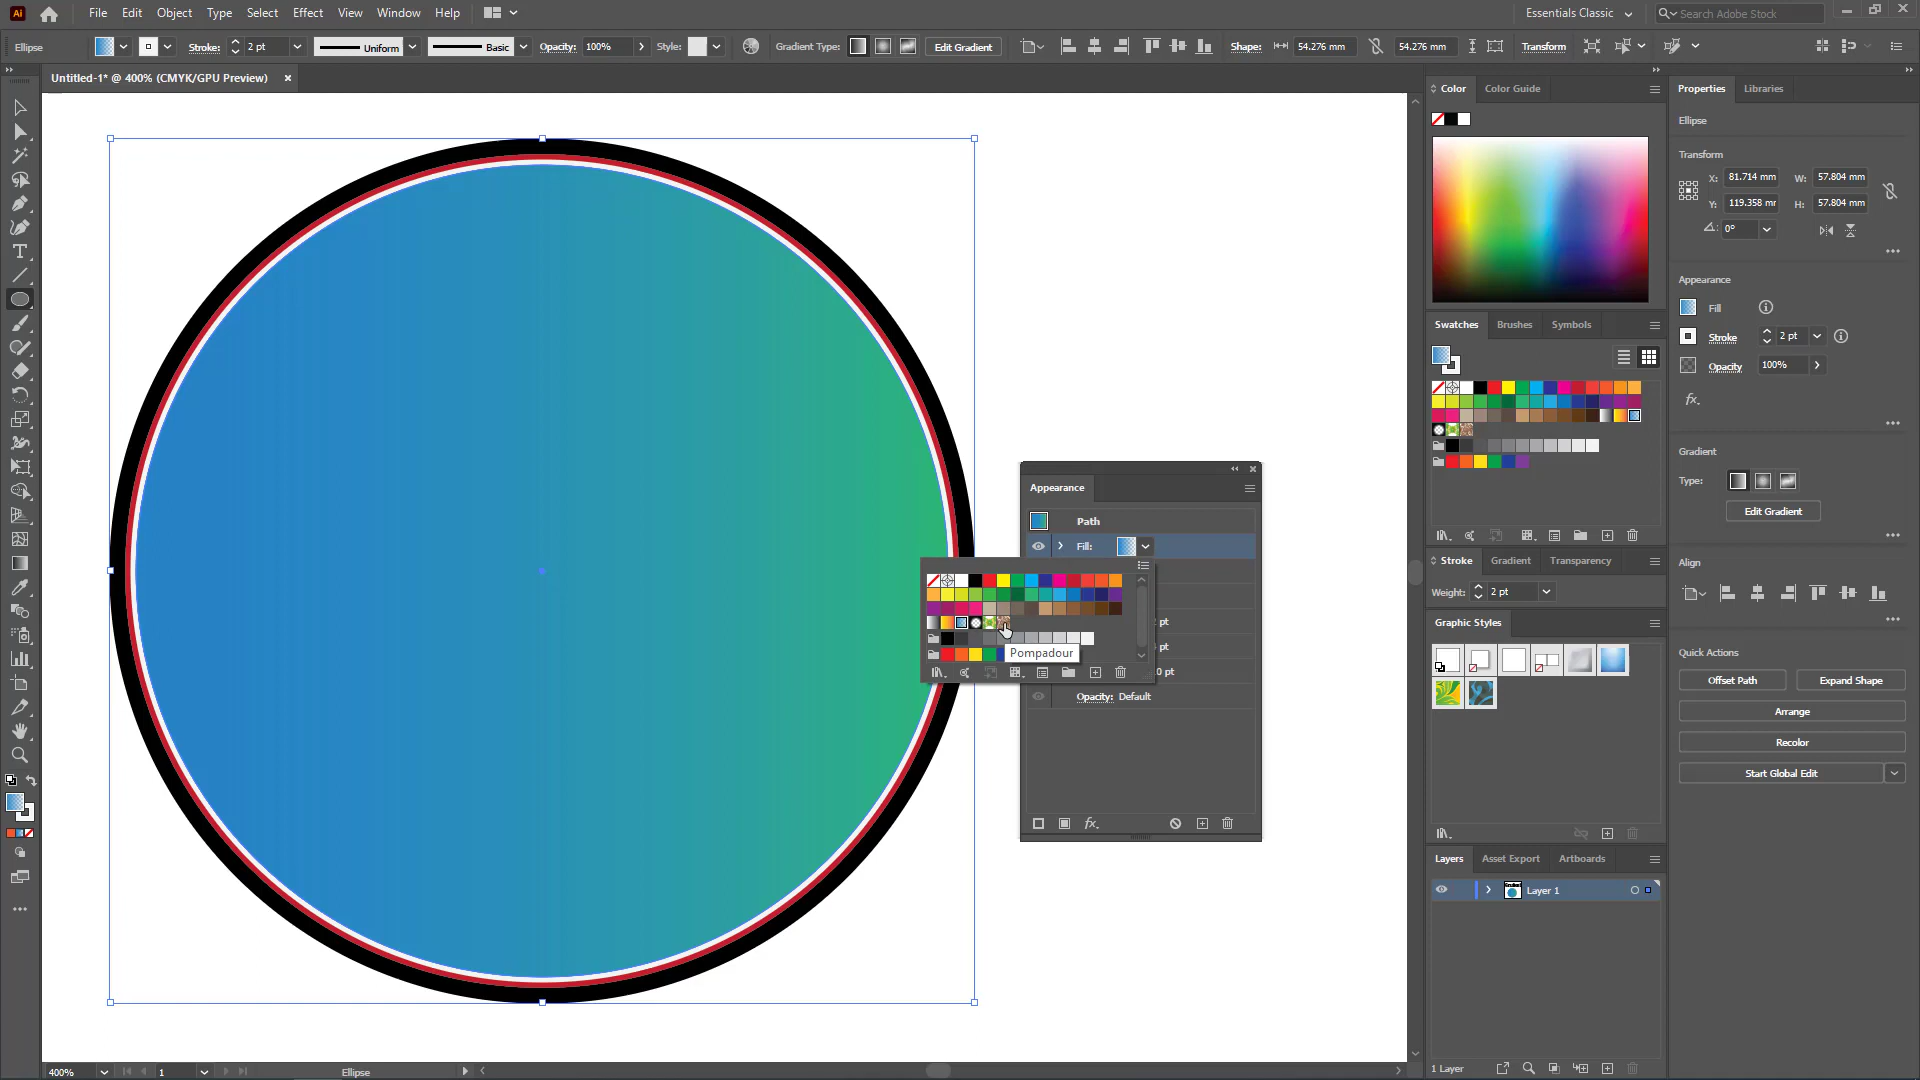 Ai File Edit Object Type Select Effect View Window Help Essentials Classic Search Adobe Stock
Ellipse Stroke: 2 pt Uniform Basic Opacity: 100% Style: Gradient Type: Edit Gradient Shape: 54.276 mm 54.276 mm Transform
Untitled-1* @ 400% (CMYK/GPU Preview)
Color Color Guide
Properties Libraries
Ellipse
Transform
X: 81.714 mm W: 57.804 mm
Y: 119.358 mr H: 57.804 mm
0°
Appearance
Fill
Stroke 2 pt
Opacity 100%
fx.
Swatches Brushes Symbols
Gradient
Type:
Edit Gradient
Appearance
Path
Fill:
2 pt
pt
0 pt
Pompadour
Opacity: Default
fx.
Stroke Gradient Transparency
Weight: 2 pt
Align
Graphic Styles
Quick Actions
Offset Path Expand Shape
Arrange
Recolor
Start Global Edit
Layers Asset Export Artboards
Layer 1
1 Layer
400% 1 Ellipse